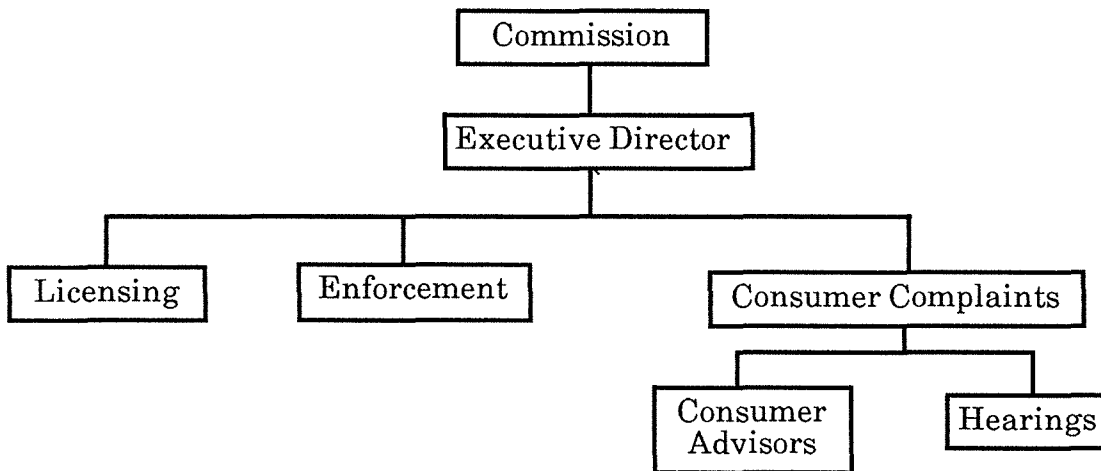 Commission
Executive Director
Licensing
Enforcement
Consumer Complaints
Consumer
Advisors
Hearings